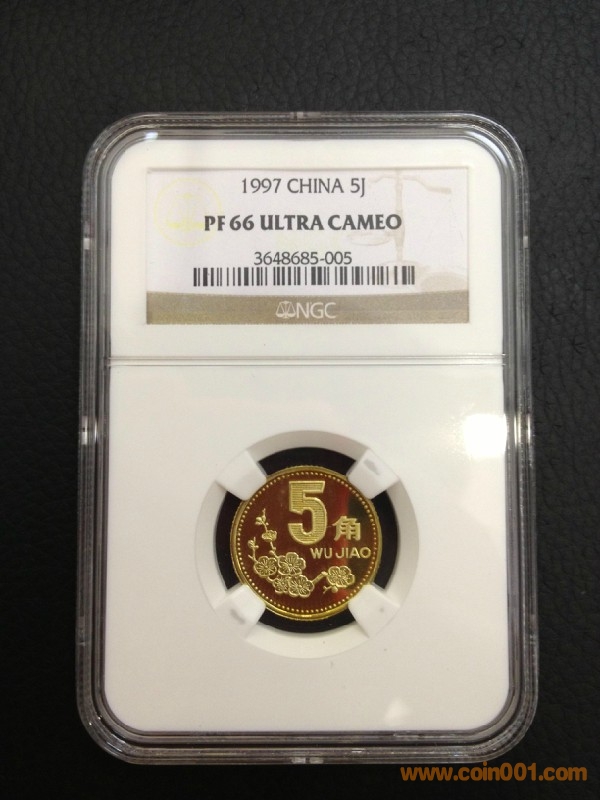 1997 CHINA 5J
PF 66 ULTRA CAMEO
3648685-005
NGC
5角
WU JIAO
www.coin001.com